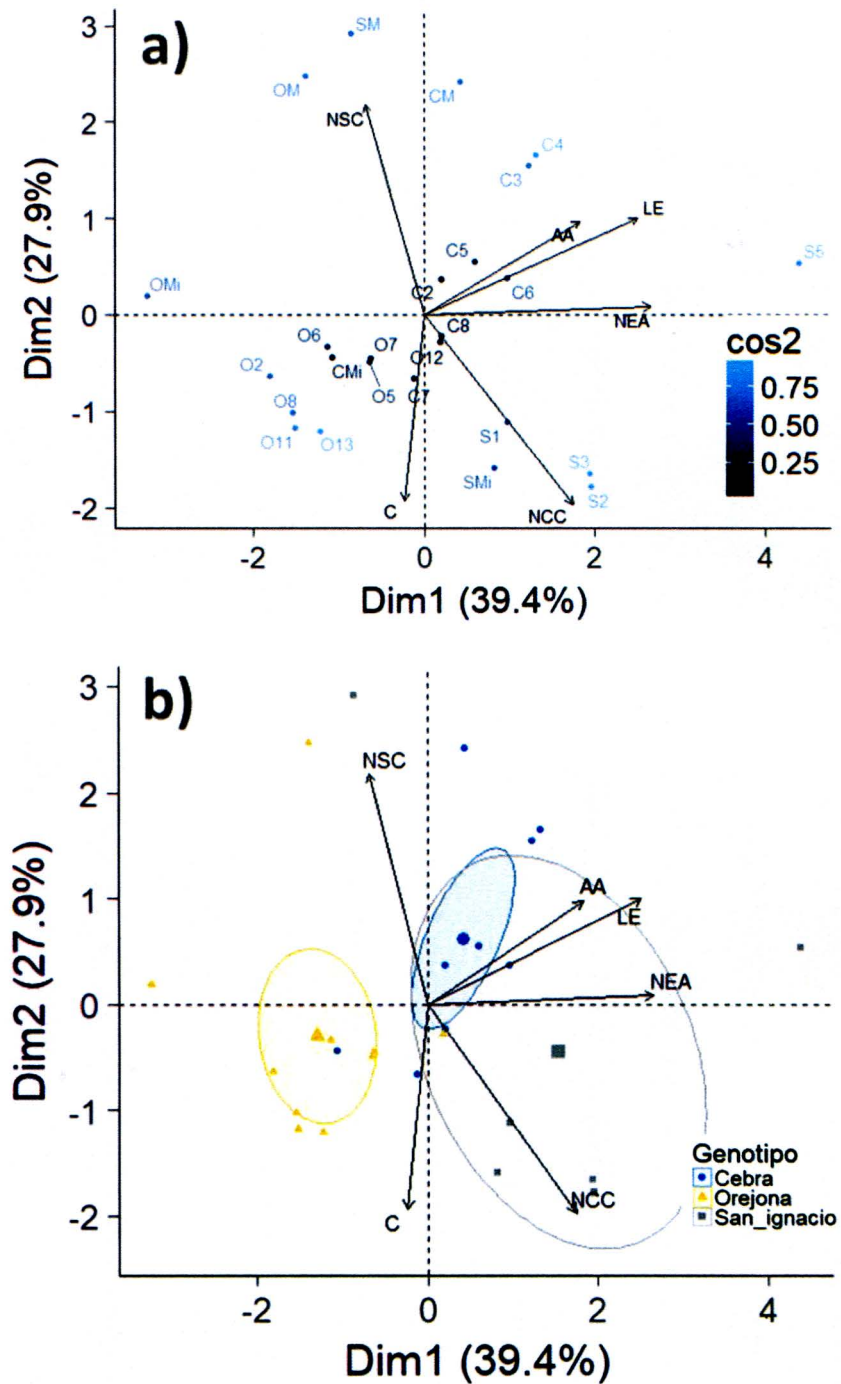 a)
3
2
1
0
-1
-2
Dim2 (27.9%)
SM
OM
CM
NSC
C4
C3
LE
AA
S5
C5
OMi
C2
C6
NEA
C8
O6
O7
O12
CMi
O2
O5
C7
O8
O11
O13
S1
SMi
S3
S2
C
NCC
cos2
0.75
0.50
0.25
-2
0
2
4
Dim1 (39.4%)
b)
3
2
1
0
-1
-2
Dim2 (27.9%)
NSC
AA
LE
NEA
NCC
C
Genotipo
Cebra
Orejona
San_ignacio
-2
0
2
4
Dim1 (39.4%)